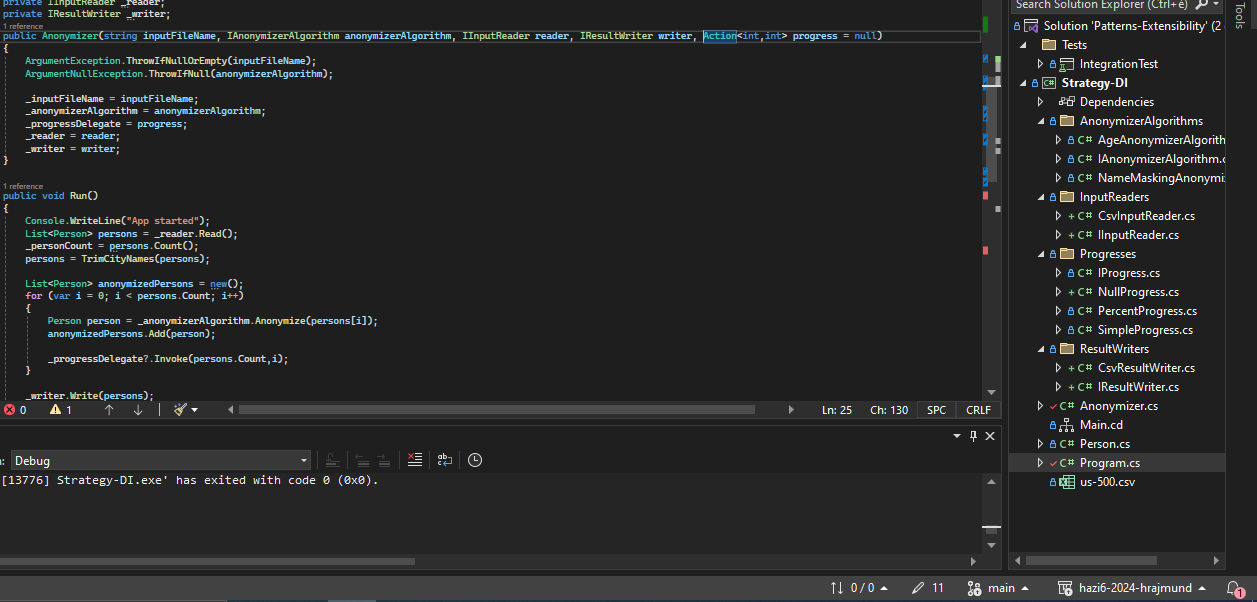 private IInputReader _reader;
private IResultWriter _writer;
1 reference
public Anonymizer(string inputFileName, IAnonymizerAlgorithm anonymizerAlgorithm, IInputReader reader, IResultWriter writer, Action<int,int> progress = null)
{
ArgumentException.ThrowIfNullOrEmpty(inputFileName);
ArgumentNullException.ThrowIfNull(anonymizerAlgorithm);
_inputFileName = inputFileName;
_anonymizerAlgorithm = anonymizerAlgorithm;
_progressDelegate = progress;
_reader = reader;
_writer = writer;
}
1 reference
public void Run()
{
Console.WriteLine("App started");
List<Person> persons = _reader.Read();
_personCount = persons.Count();
persons = TrimCityNames(persons);
List<Person> anonymizedPersons = new();
for (var i = 0; i < persons.Count; i++)
{
Person person = _anonymizerAlgorithm.Anonymize(persons[i]);
anonymizedPersons.Add(person);
_progressDelegate?.Invoke(persons.Count,i);
}
_writer.Write(persons);
0 1 Ln: 25 Ch: 130 SPC CRLF
: Debug
[13776] Strategy-DI.exe' has exited with code 0 (0x0).
Search Solution Explorer (Ctrl+é)
Solution 'Patterns-Extensibility' (2
Tests
IntegrationTest
C# Strategy-DI
Dependencies
AnonymizerAlgorithms
C# AgeAnonymizerAlgorith
C# IAnonymizerAlgorithm.c
C# NameMaskingAnonymi
InputReaders
+ C# CsvInputReader.cs
+ C# IInputReader.cs
Progresses
C# IProgress.cs
+ C# NullProgress.cs
C# PercentProgress.cs
C# SimpleProgress.cs
ResultWriters
+ C# CsvResultWriter.cs
+ C# IResultWriter.cs
C# Anonymizer.cs
Main.cd
C# Person.cs
C# Program.cs
us-500.csv
Tools
0 / 0 11 main hazi6-2024-hrajmund 1